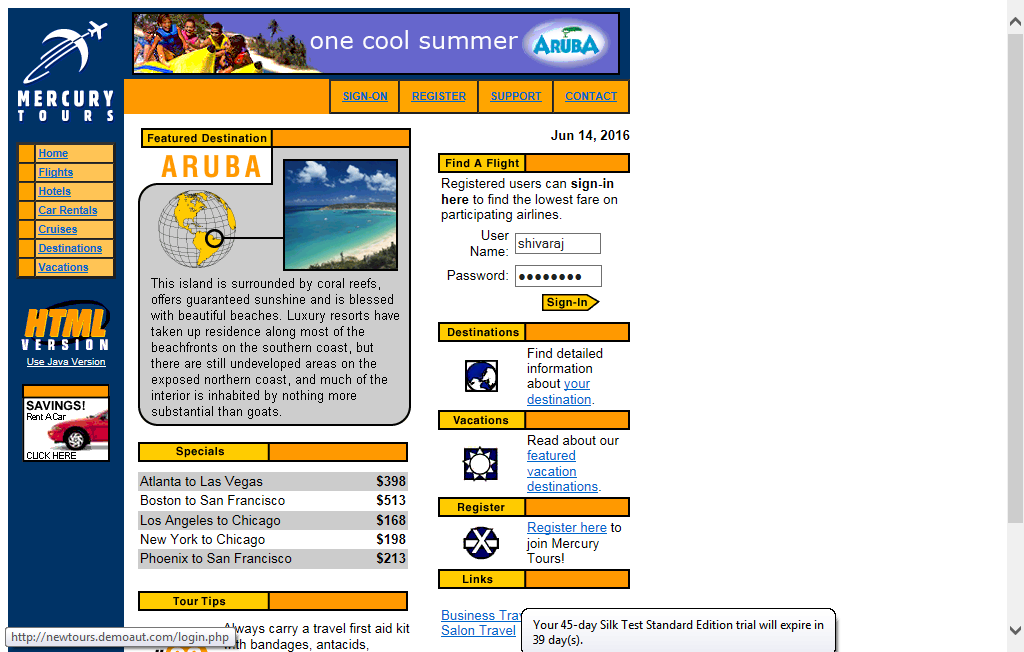 MERCURY
TOURS
one cool summer
ARUBA
SIGN-ON
REGISTER
SUPPORT
CONTACT
Home
Flights
Hotels
Car Rentals
Cruises
Destinations
Vacations
HTML
VERSION
Use Java Version
SAVINGS!
Rent A Car
CLICK HERE
Featured Destination
ARUBA
This island is surrounded by coral reefs,
offers guaranteed sunshine and is blessed
with beautiful beaches. Luxury resorts have
taken up residence along most of the
beachfronts on the southern coast, but
there are still undeveloped areas on the
exposed northern coast, and much of the
interior is inhabited by nothing more
substantial than goats.
Specials
Atlanta to Las Vegas $398
Boston to San Francisco $513
Los Angeles to Chicago $168
New York to Chicago $198
Phoenix to San Francisco $213
Tour Tips
Always carry a travel first aid kit
with bandages, antacids,
Jun 14, 2016
Find A Flight
Registered users can sign-in
here to find the lowest fare on
participating airlines.
User
Name: shivaraj
Password: ●●●●●●●●
Sign-In
Destinations
Find detailed
information
about your
destination.
Vacations
Read about our
featured
vacation
destinations.
Register
Register here to
join Mercury
Tours!
Links
Business Tra
Salon Travel
Your 45-day Silk Test Standard Edition trial will expire in
39 day(s).
http://newtours.demoaut.com/login.php